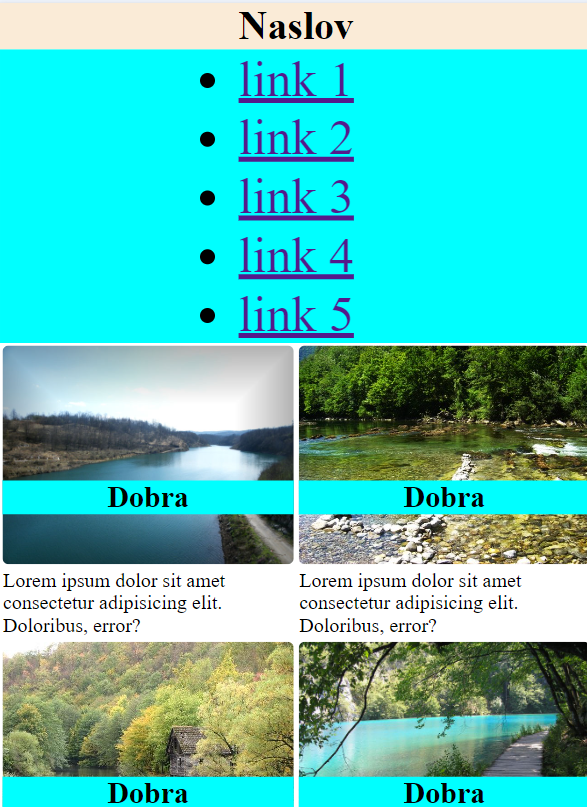 Naslov
link 1
link 2
link 3
link 4
link 5
Dobra
Dobra
Lorem ipsum dolor sit amet
consectetur adipisicing elit.
Doloribus, error?
Lorem ipsum dolor sit amet
consectetur adipisicing elit.
Doloribus, error?
Dobra
Dobra